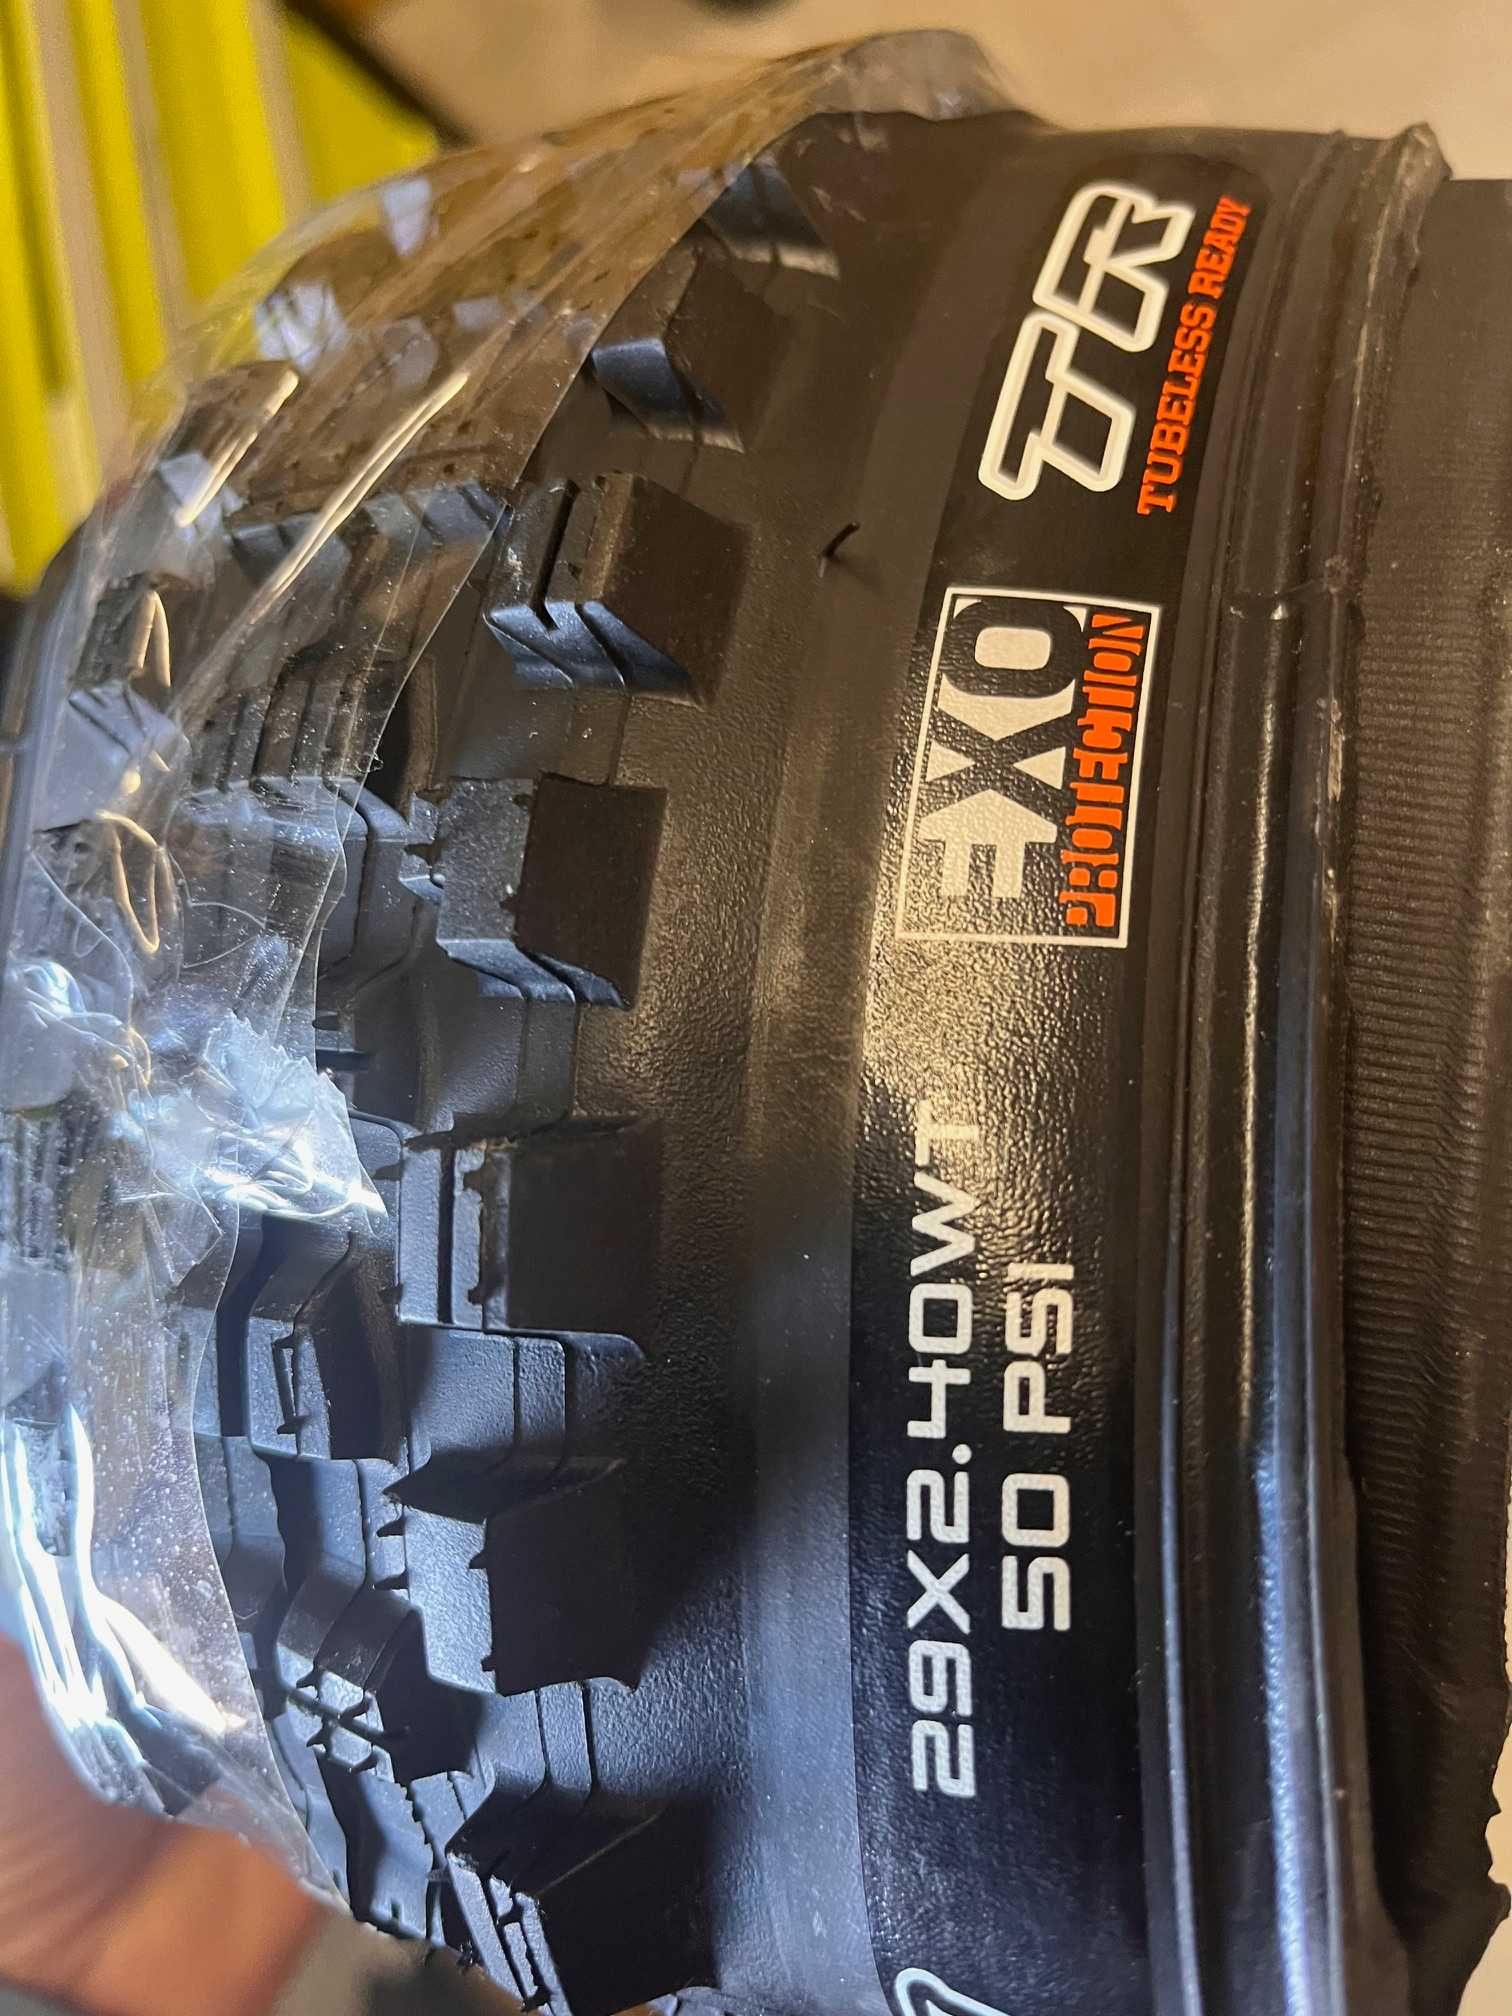 29X2.40WT
50 PSI
EXO
PROTECTION
TR
TUBELESS READY